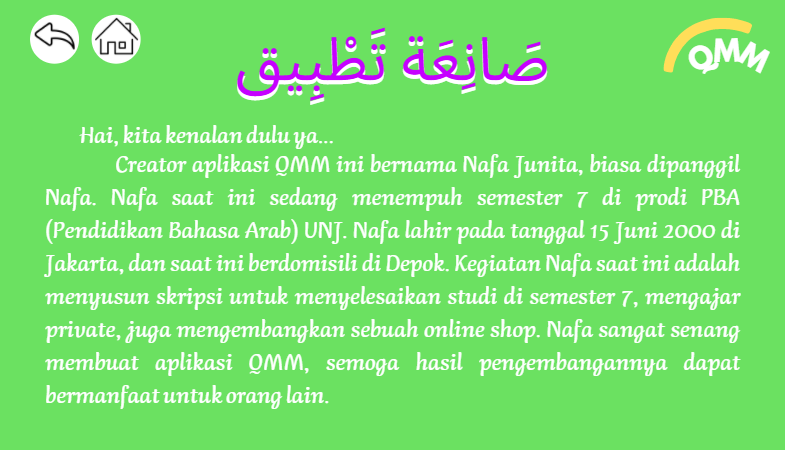 صَانِعَة تَطْبِيق
QMM
Hai, kita kenalan dulu ya...
Creator aplikasi QMM ini bernama Nafa Junita, biasa dipanggil
Nafa. Nafa saat ini sedang menempuh semester 7 di prodi PBA
(Pendidikan Bahasa Arab) UNJ. Nafa lahir pada tanggal 15 Juni 2000 di
Jakarta, dan saat ini berdomisili di Depok. Kegiatan Nafa saat ini adalah
menyusun skripsi untuk menyelesaikan studi di semester 7, mengajar
private, juga mengembangkan sebuah online shop. Nafa sangat senang
membuat aplikasi QMM, semoga hasil pengembangannya dapat
bermanfaat untuk orang lain.